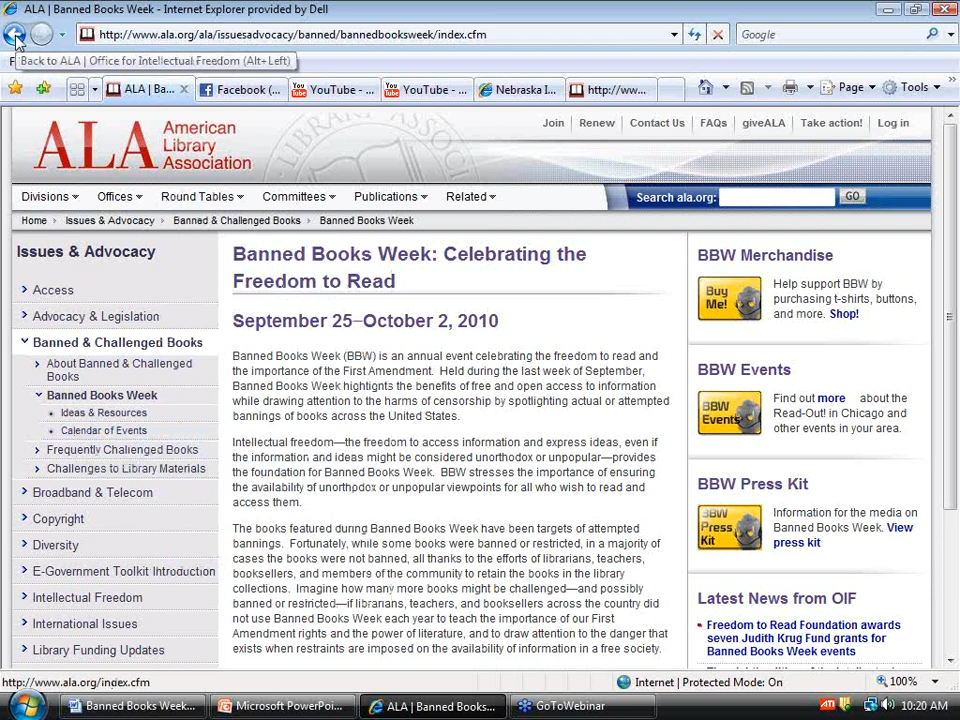 ALA | Banned Books Week - Internet Explorer provided by Dell
http://www.ala.org/ala/issuesadvocacy/banned/bannedbooksweek/index.cfm
Google
Back to ALA | Office for Intellectual Freedom (Alt+Left)
ALA | Ba...
Facebook (...
YouTube - ...
YouTube - ...
Nebraska l...
http://ww...
Page
Tools
ALA American Library Association
Join
Renew
Contact Us
FAQs
giveALA
Take action!
Log in
Divisions
Offices
Round Tables
Committees
Publications
Related
Search ala.org:
GO
Home › Issues & Advocacy › Banned & Challenged Books › Banned Books Week
Issues & Advocacy
Access
Advocacy & Legislation
Banned & Challenged Books
About Banned & Challenged
Books
Banned Books Week
Ideas & Resources
Calendar of Events
Frequently Challenged Books
Challenges to Library Materials
Broadband & Telecom
Copyright
Diversity
E-Government Toolkit Introduction
Intellectual Freedom
International Issues
Library Funding Updates
Banned Books Week: Celebrating the
Freedom to Read
September 25–October 2, 2010
Banned Books Week (BBW) is an annual event celebrating the freedom to read and
the importance of the First Amendment. Held during the last week of September,
Banned Books Week highlights the benefits of free and open access to information
while drawing attention to the harms of censorship by spotlighting actual or attempted
bannings of books across the United States.
Intellectual freedom—the freedom to access information and express ideas, even if
the information and ideas might be considered unorthodox or unpopular—provides
the foundation for Banned Books Week. BBW stresses the importance of ensuring
the availability of unorthodox or unpopular viewpoints for all who wish to read and
access them.
The books featured during Banned Books Week have been targets of attempted
bannings. Fortunately, while some books were banned or restricted, in a majority of
cases the books were not banned, all thanks to the efforts of librarians, teachers,
booksellers, and members of the community to retain the books in the library
collections. Imagine how many more books might be challenged—and possibly
banned or restricted—if librarians, teachers, and booksellers across the country did
not use Banned Books Week each year to teach the importance of our First
Amendment rights and the power of literature, and to draw attention to the danger that
exists when restraints are imposed on the availability of information in a free society.
BBW Merchandise
Buy
Me!
Help support BBW by
purchasing t-shirts, buttons,
and more. Shop!
BBW Events
BBW
Events
Find out more about the
Read-Out! in Chicago and
other events in your area.
BBW Press Kit
BBW
Press
Kit
Information for the media on
Banned Books Week. View
press kit
Latest News from OIF
Freedom to Read Foundation awards
seven Judith Krug Fund grants for
Banned Books Week events
http://www.ala.org/index.cfm
Internet | Protected Mode: On
100%
Banned Books Week...
Microsoft PowerPoi...
ALA | Banned Books...
GoToWebinar
ATI
10:20 AM